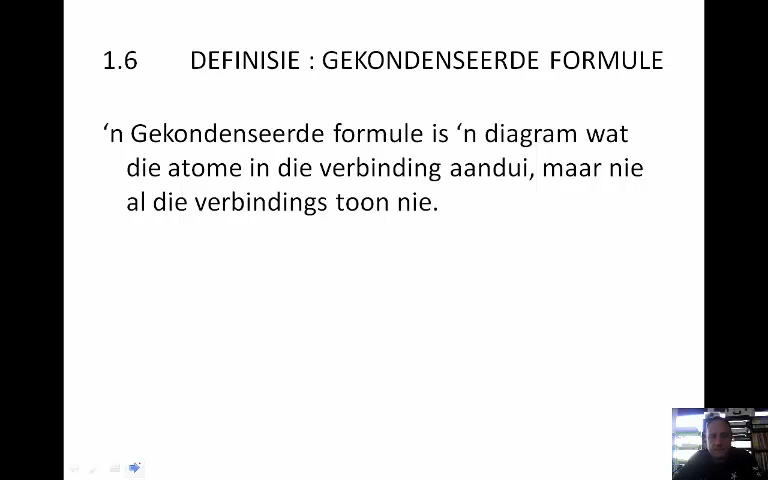 1.6 DEFINISIE : GEKONDENSEERDE FORMULE
‘n Gekondenseerde formule is ‘n diagram wat
die atome in die verbinding aandui, maar nie
al die verbindings toon nie.